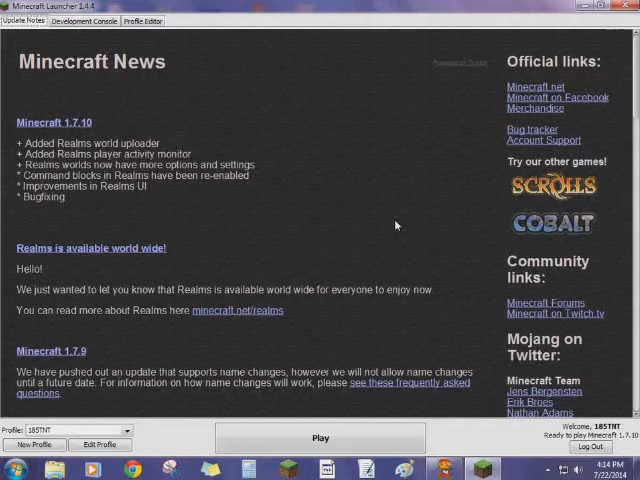 Minecraft Launcher 1.4.4
Update Notes Development Console Profile Editor
Minecraft News
Powered by Tumblr
Minecraft 1.7.10
+ Added Realms world uploader
+ Added Realms player activity monitor
+ Realms worlds now have more options and settings
* Command blocks in Realms have been re-enabled
* Improvements in Realms UI
* Bugfixing
Realms is available world wide!
Hello!
We just wanted to let you know that Realms is available world wide for everyone to enjoy now.
You can read more about Realms here minecraft.net/realms
Minecraft 1.7.9
We have pushed out an update that supports name changes, however we will not allow name changes
until a future date. For information on how name changes will work, please see these frequently asked
questions
Official links:
Minecraft.net
Minecraft on Facebook
Merchandise
Bug tracker
Account Support
Try our other games!
SCROLLS
COBALT
Community
links:
Minecraft Forums
Minecraft on Twitch.tv
Mojang on
Twitter:
Minecraft Team
Jens Bergensten
Erik Broes
Nathan Adams
Profile: 185TNT
New Profile Edit Profile
Play
Welcome, 185TNT
Ready to play Minecraft 1.7.10
Log Out
4:14 PM
7/22/2014